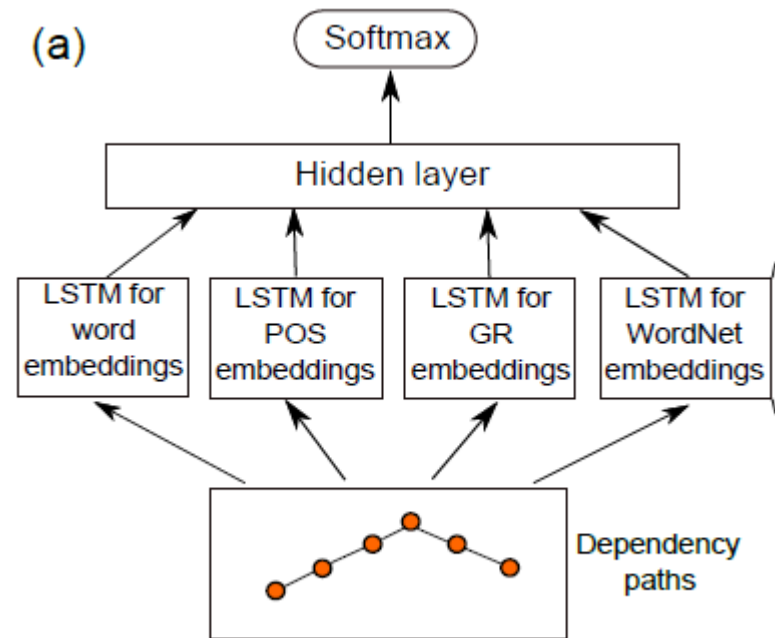 (a)
Softmax
Hidden layer
LSTM for
word
embeddings
LSTM for
POS
embeddings
LSTM for
GR
embeddings
LSTM for
WordNet
embeddings
Dependency
paths